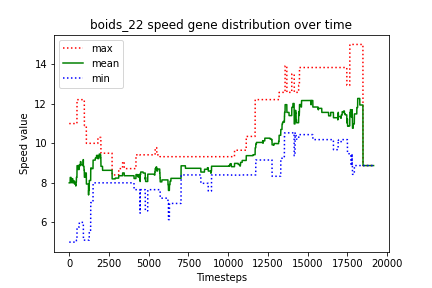 boids_22 speed gene distribution over time
max
mean
min
Speed value
14
12
10
8
6
0 2500 5000 7500 10000 12500 15000 17500 20000
Timesteps